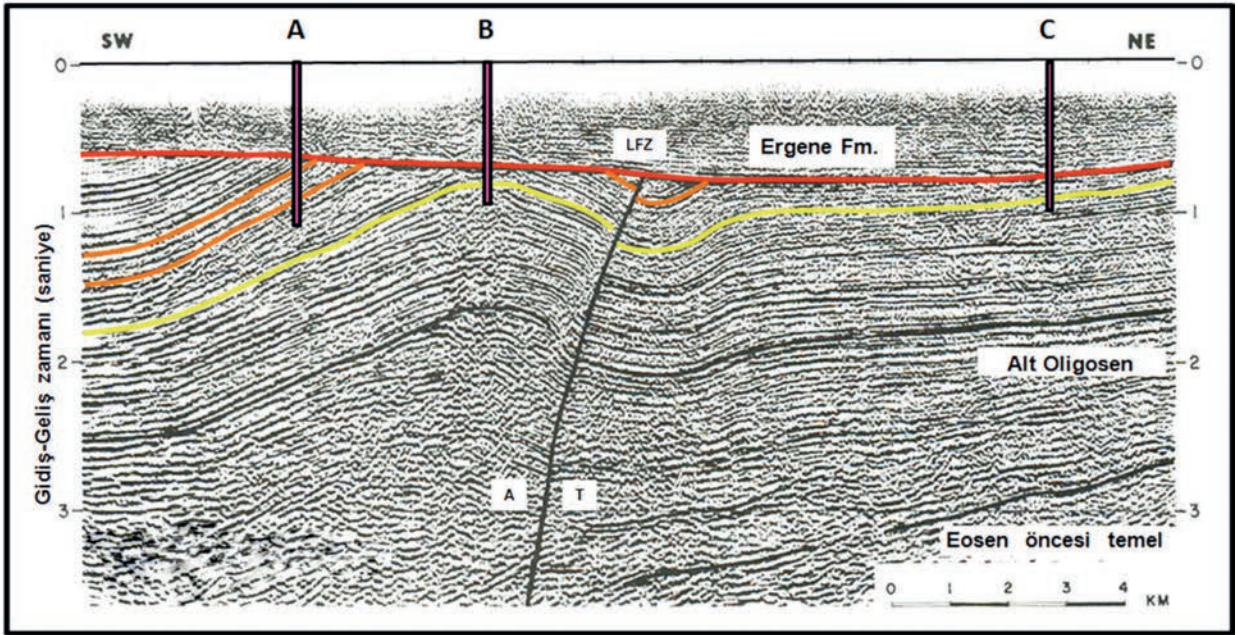 A B C
SW NE
0 0
LFZ
Ergene Fm.
1 1
Gidiş-Geliş zamanı (saniye)
2 2
Alt Oligosen
A T
3 3
Eosen öncesi temel
0 1 2 3 4 KM